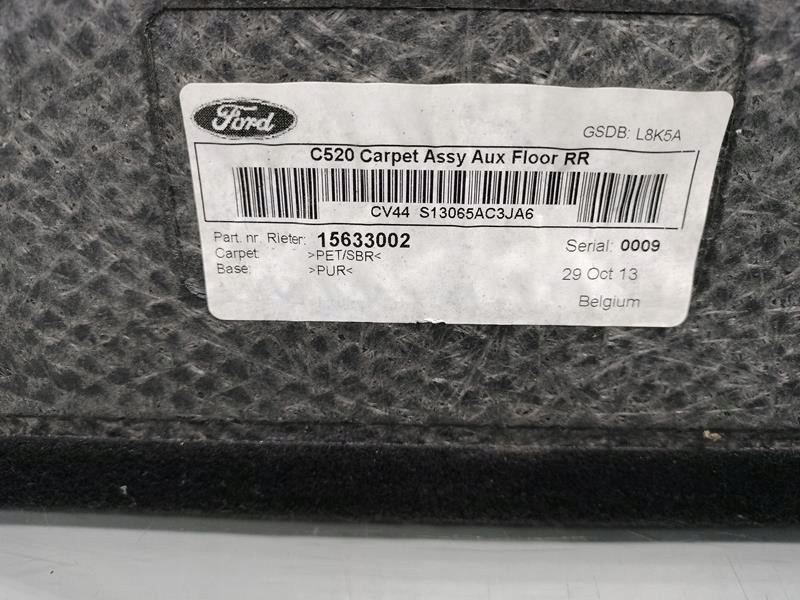 Ford
GSDB: L8K5A
C520 Carpet Assy Aux Floor RR
CV44 S13065AC3JA6
Part. nr. Rieter: 15633002
Serial: 0009
Carpet: >PET/SBR<
Base: >PUR<
29 Oct 13
Belgium